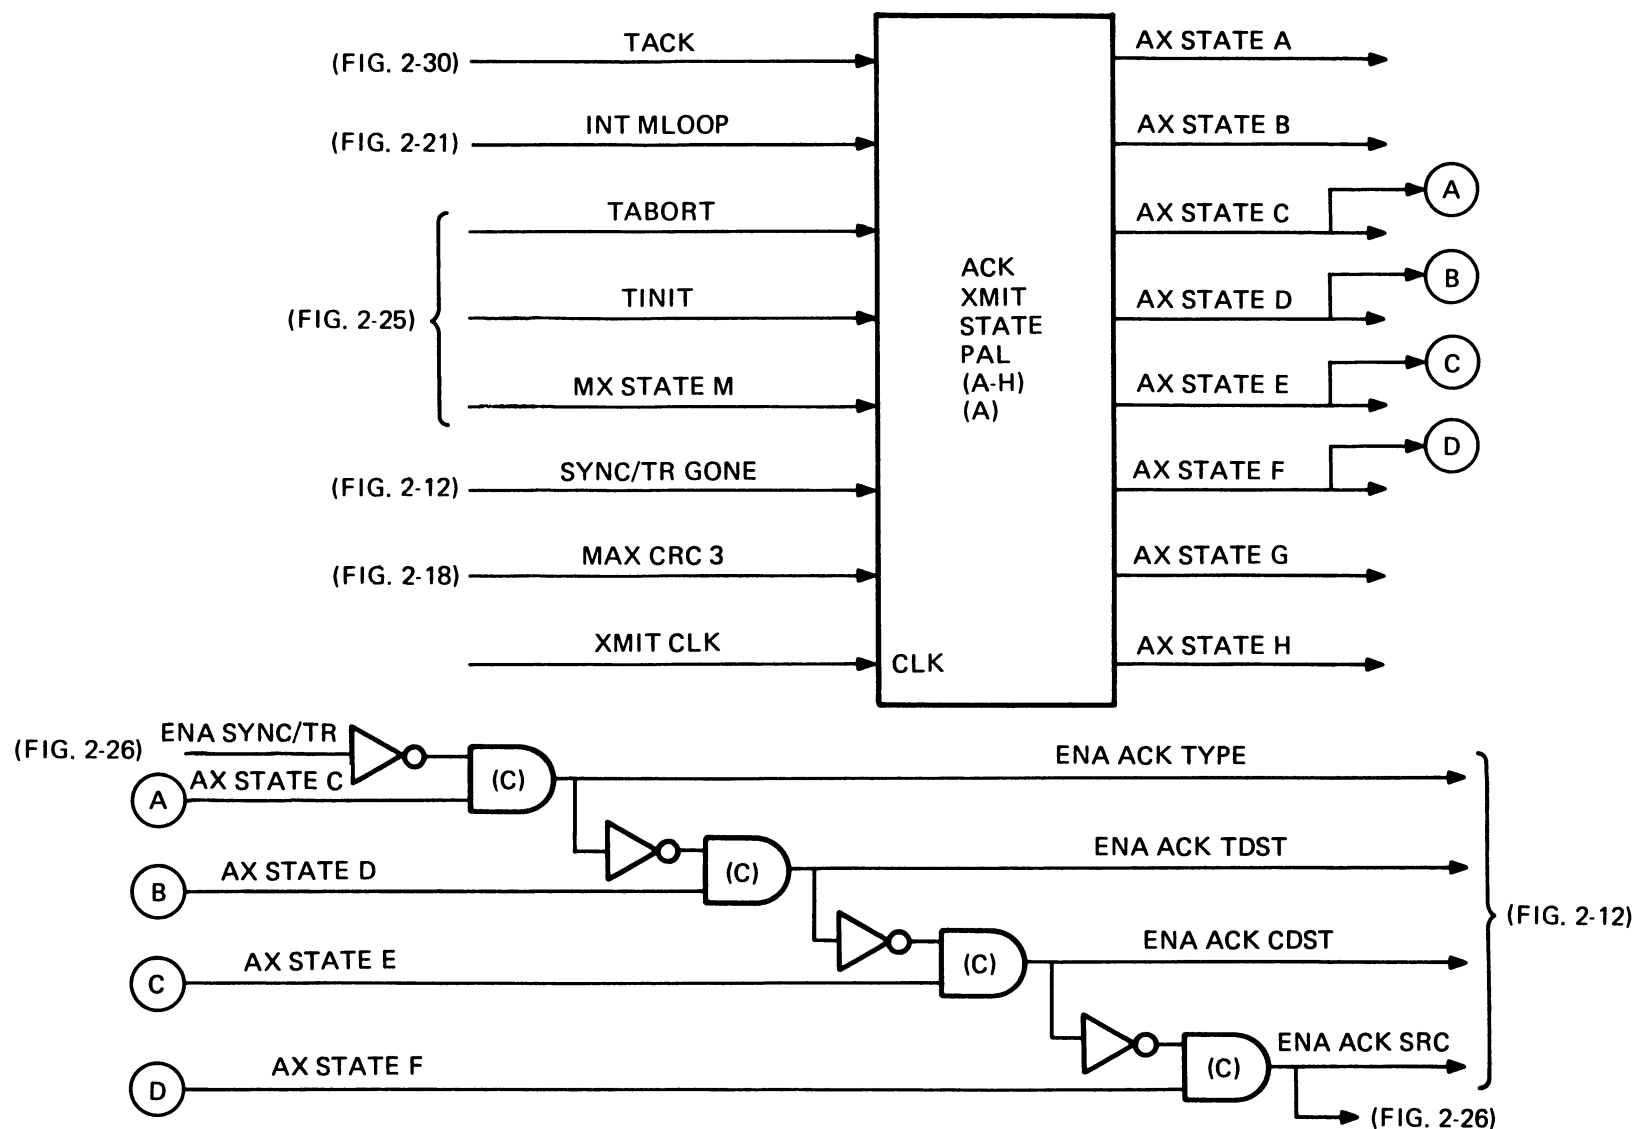 TACK
(FIG. 2-30)
AX STATE A
INT MLOOP
(FIG. 2-21)
AX STATE B
A
TABORT
AX STATE C
B
ACK
XMIT
STATE
PAL
(A-H)
(A)
(FIG. 2-25)
TINIT
AX STATE D
C
MX STATE M
AX STATE E
D
SYNC/TR GONE
(FIG. 2-12)
AX STATE F
MAX CRC 3
(FIG. 2-18)
AX STATE G
XMIT CLK
CLK
AX STATE H
(FIG. 2-26)
ENA SYNC/TR
A
AX STATE C
(C)
ENA ACK TYPE
B
AX STATE D
(C)
ENA ACK TDST
(FIG. 2-12)
C
AX STATE E
(C)
ENA ACK CDST
D
AX STATE F
(C)
ENA ACK SRC
(FIG. 2-26)